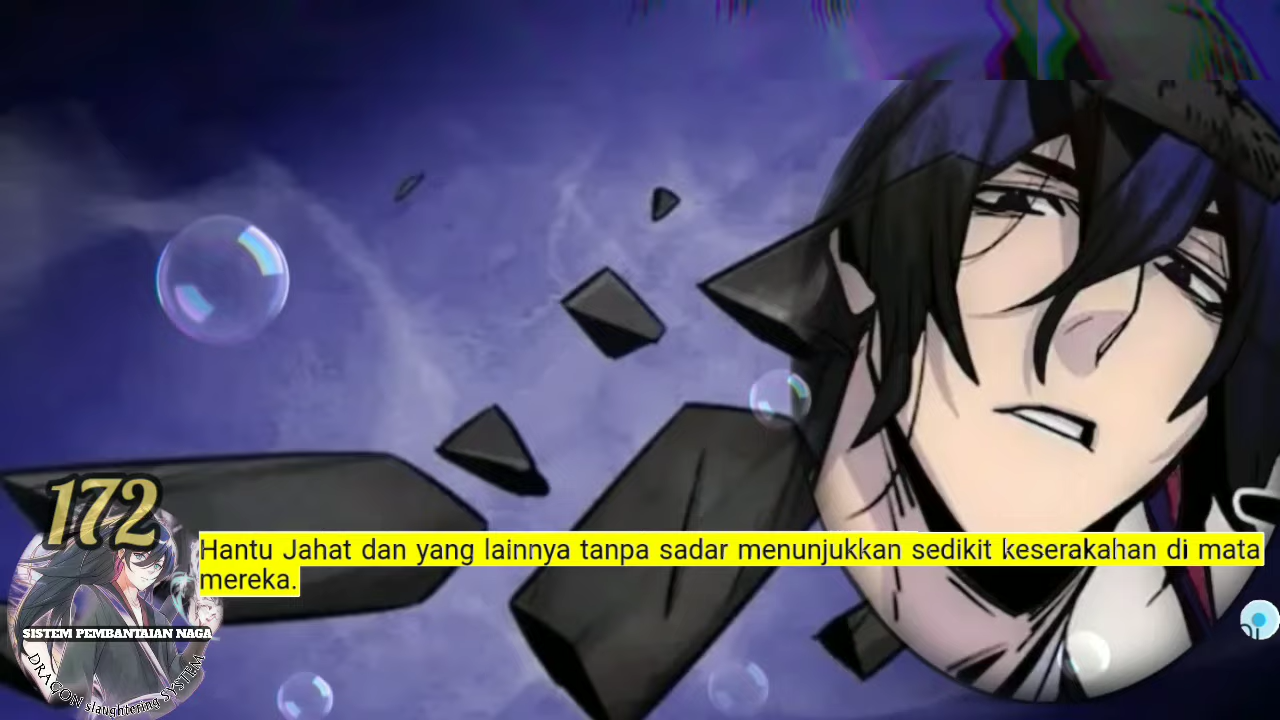 172
Hantu Jahat dan yang lainnya tanpa sadar menunjukkan sedikit keserakahan di mata
mereka.
SISTEM PEMBANTAIAN NAGA
DRAGON slaughtering SYSTEM